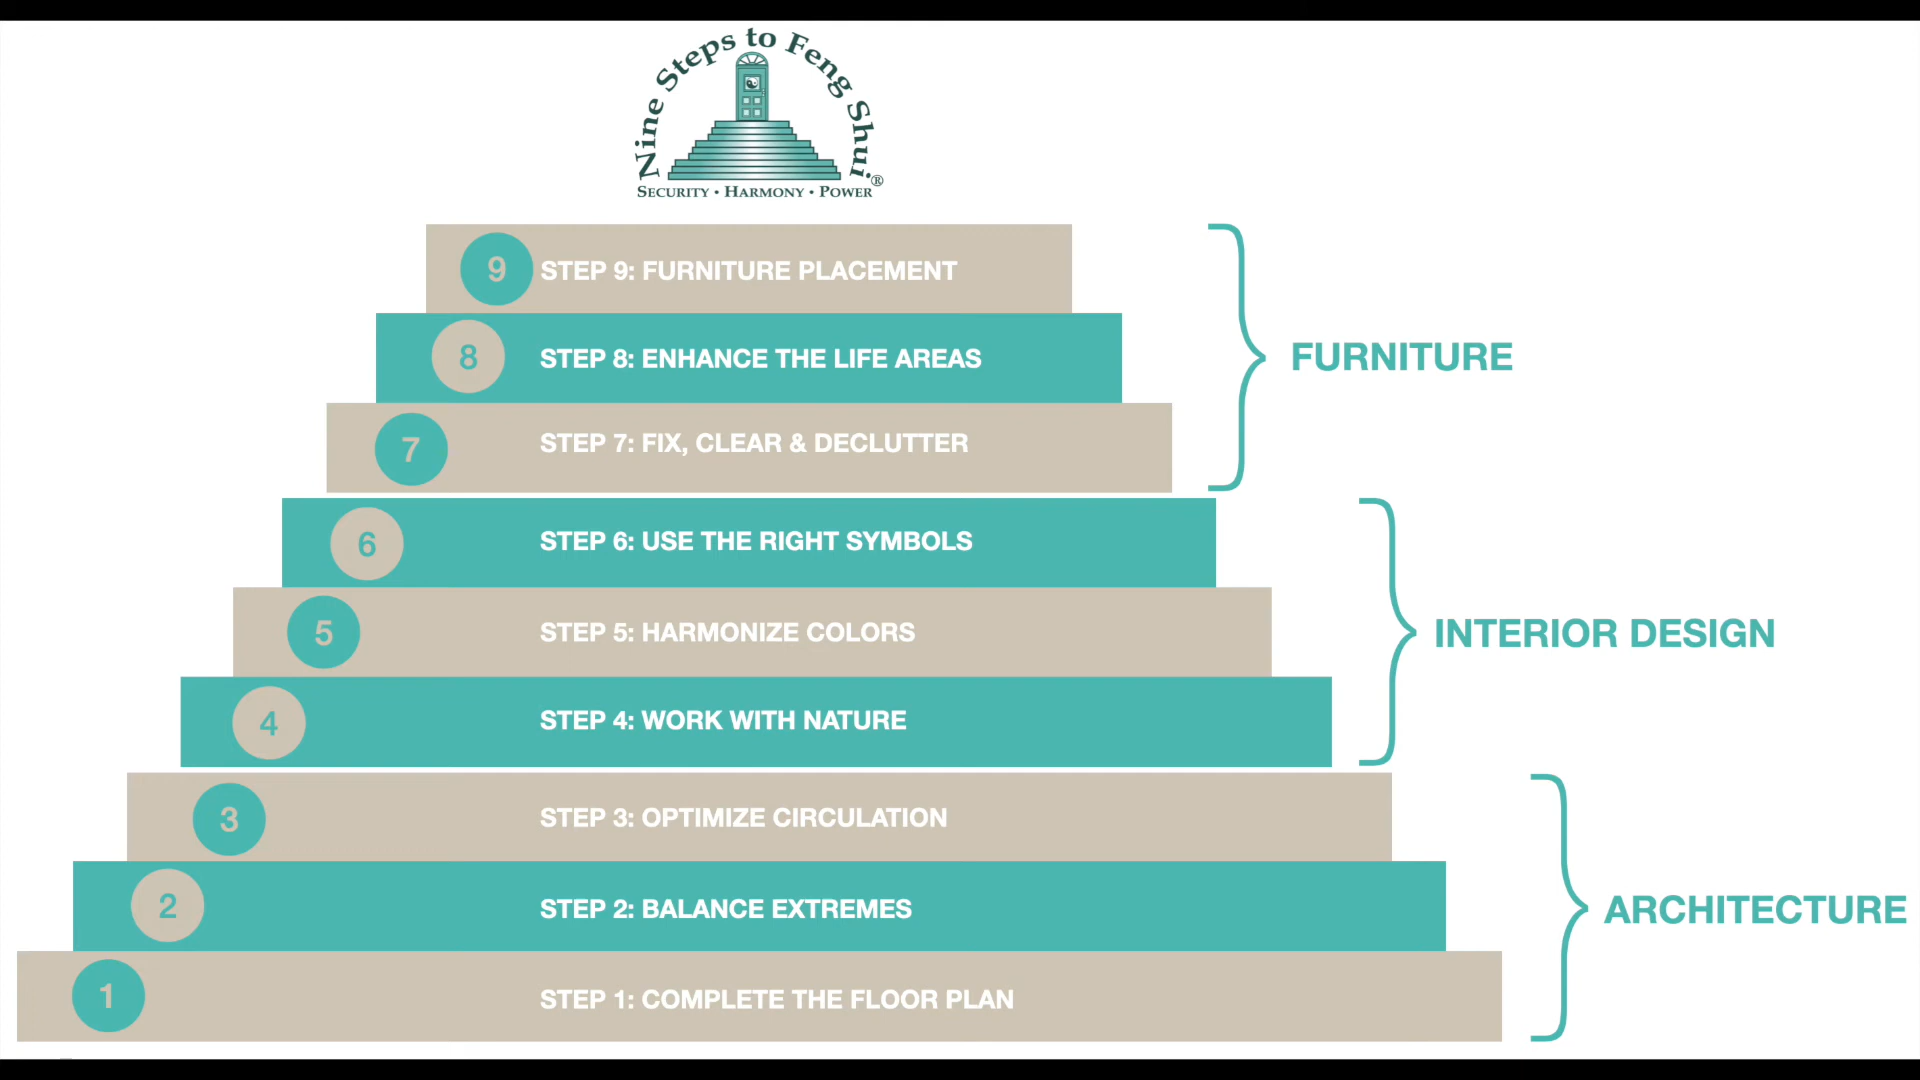 Nine Steps to Feng Shui®
SECURITY • HARMONY • POWER
9 STEP 9: FURNITURE PLACEMENT
8 STEP 8: ENHANCE THE LIFE AREAS
7 STEP 7: FIX, CLEAR & DECLUTTER
FURNITURE
6 STEP 6: USE THE RIGHT SYMBOLS
5 STEP 5: HARMONIZE COLORS
4 STEP 4: WORK WITH NATURE
INTERIOR DESIGN
3 STEP 3: OPTIMIZE CIRCULATION
2 STEP 2: BALANCE EXTREMES
1 STEP 1: COMPLETE THE FLOOR PLAN
ARCHITECTURE